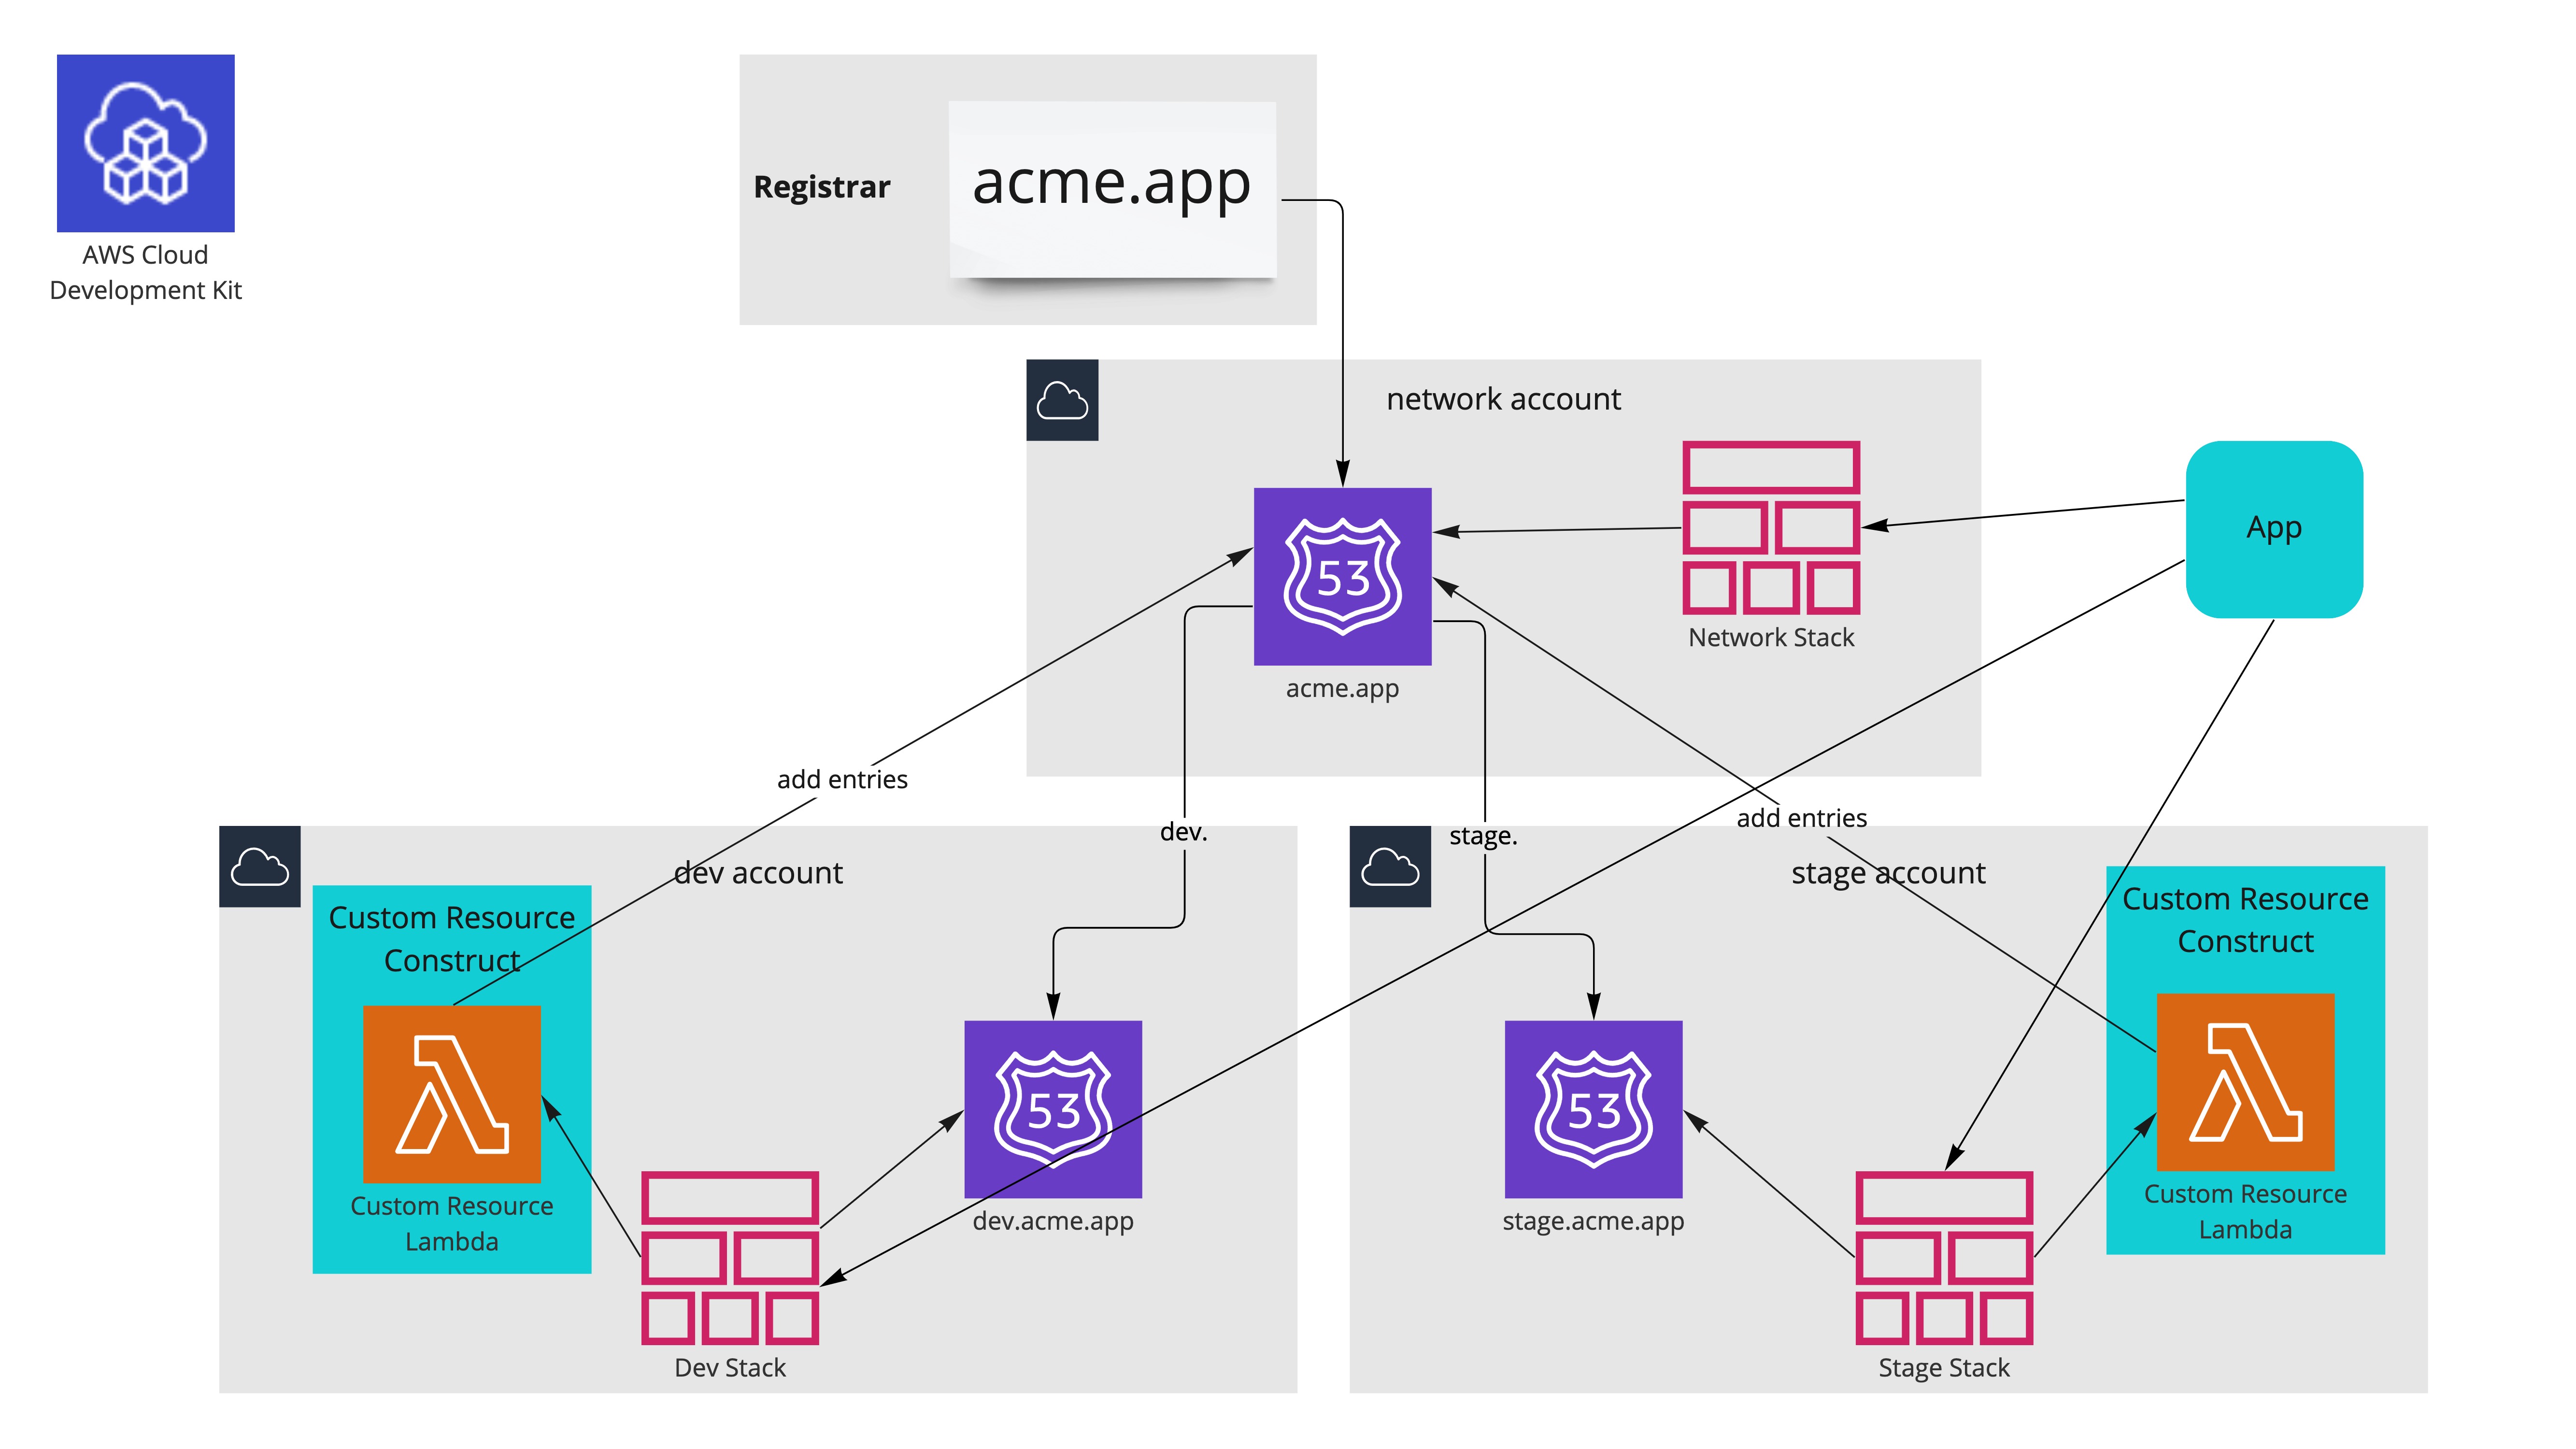 AWS Cloud
Development Kit
Registrar
acme.app
network account
53
acme.app
Network Stack
App
add entries
dev.
stage.
add entries
dev account
Custom Resource
Construct
Custom Resource
Lambda
53
dev.acme.app
Dev Stack
stage account
53
stage.acme.app
Stage Stack
Custom Resource
Construct
Custom Resource
Lambda